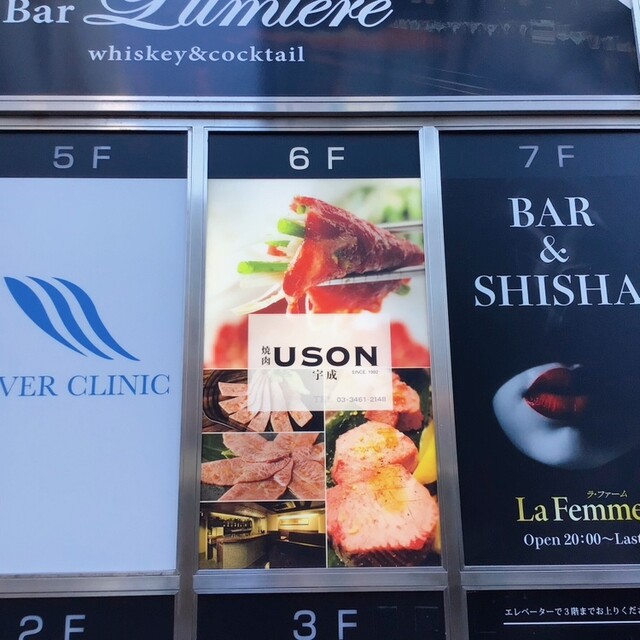 Bar Lumière
whiskey&cocktail
5F
6F
7F
VER CLINIC
焼肉
USON
宇成
SINCE 1992
03-3461-2148
BAR
&
SHISHA
ラ・ファーム
La Femme
Open 20:00〜Last
2F
3F
エレベーターで3階までお上りくださ